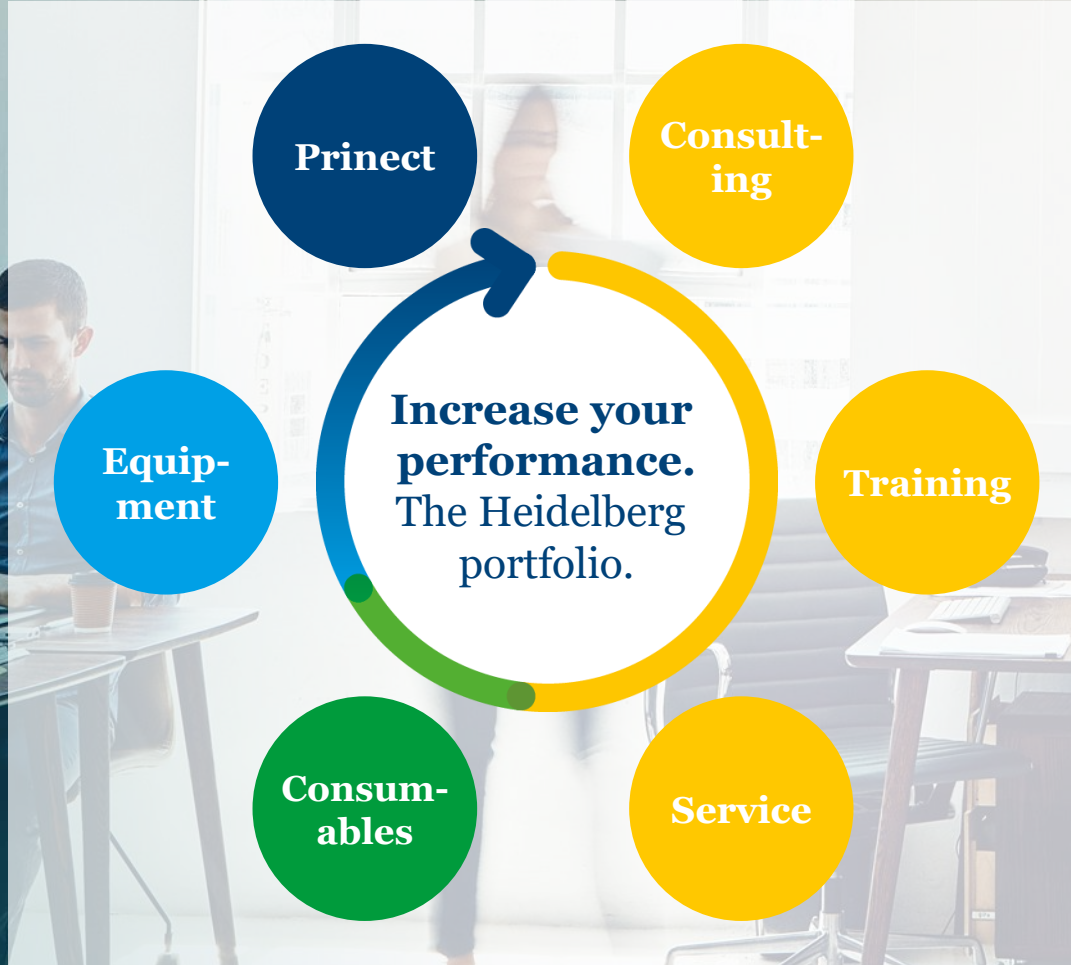 Prinect
Consult-
ing
Increase your
performance.
The Heidelberg
portfolio.
Equip-
ment
Training
Consum-
ables
Service